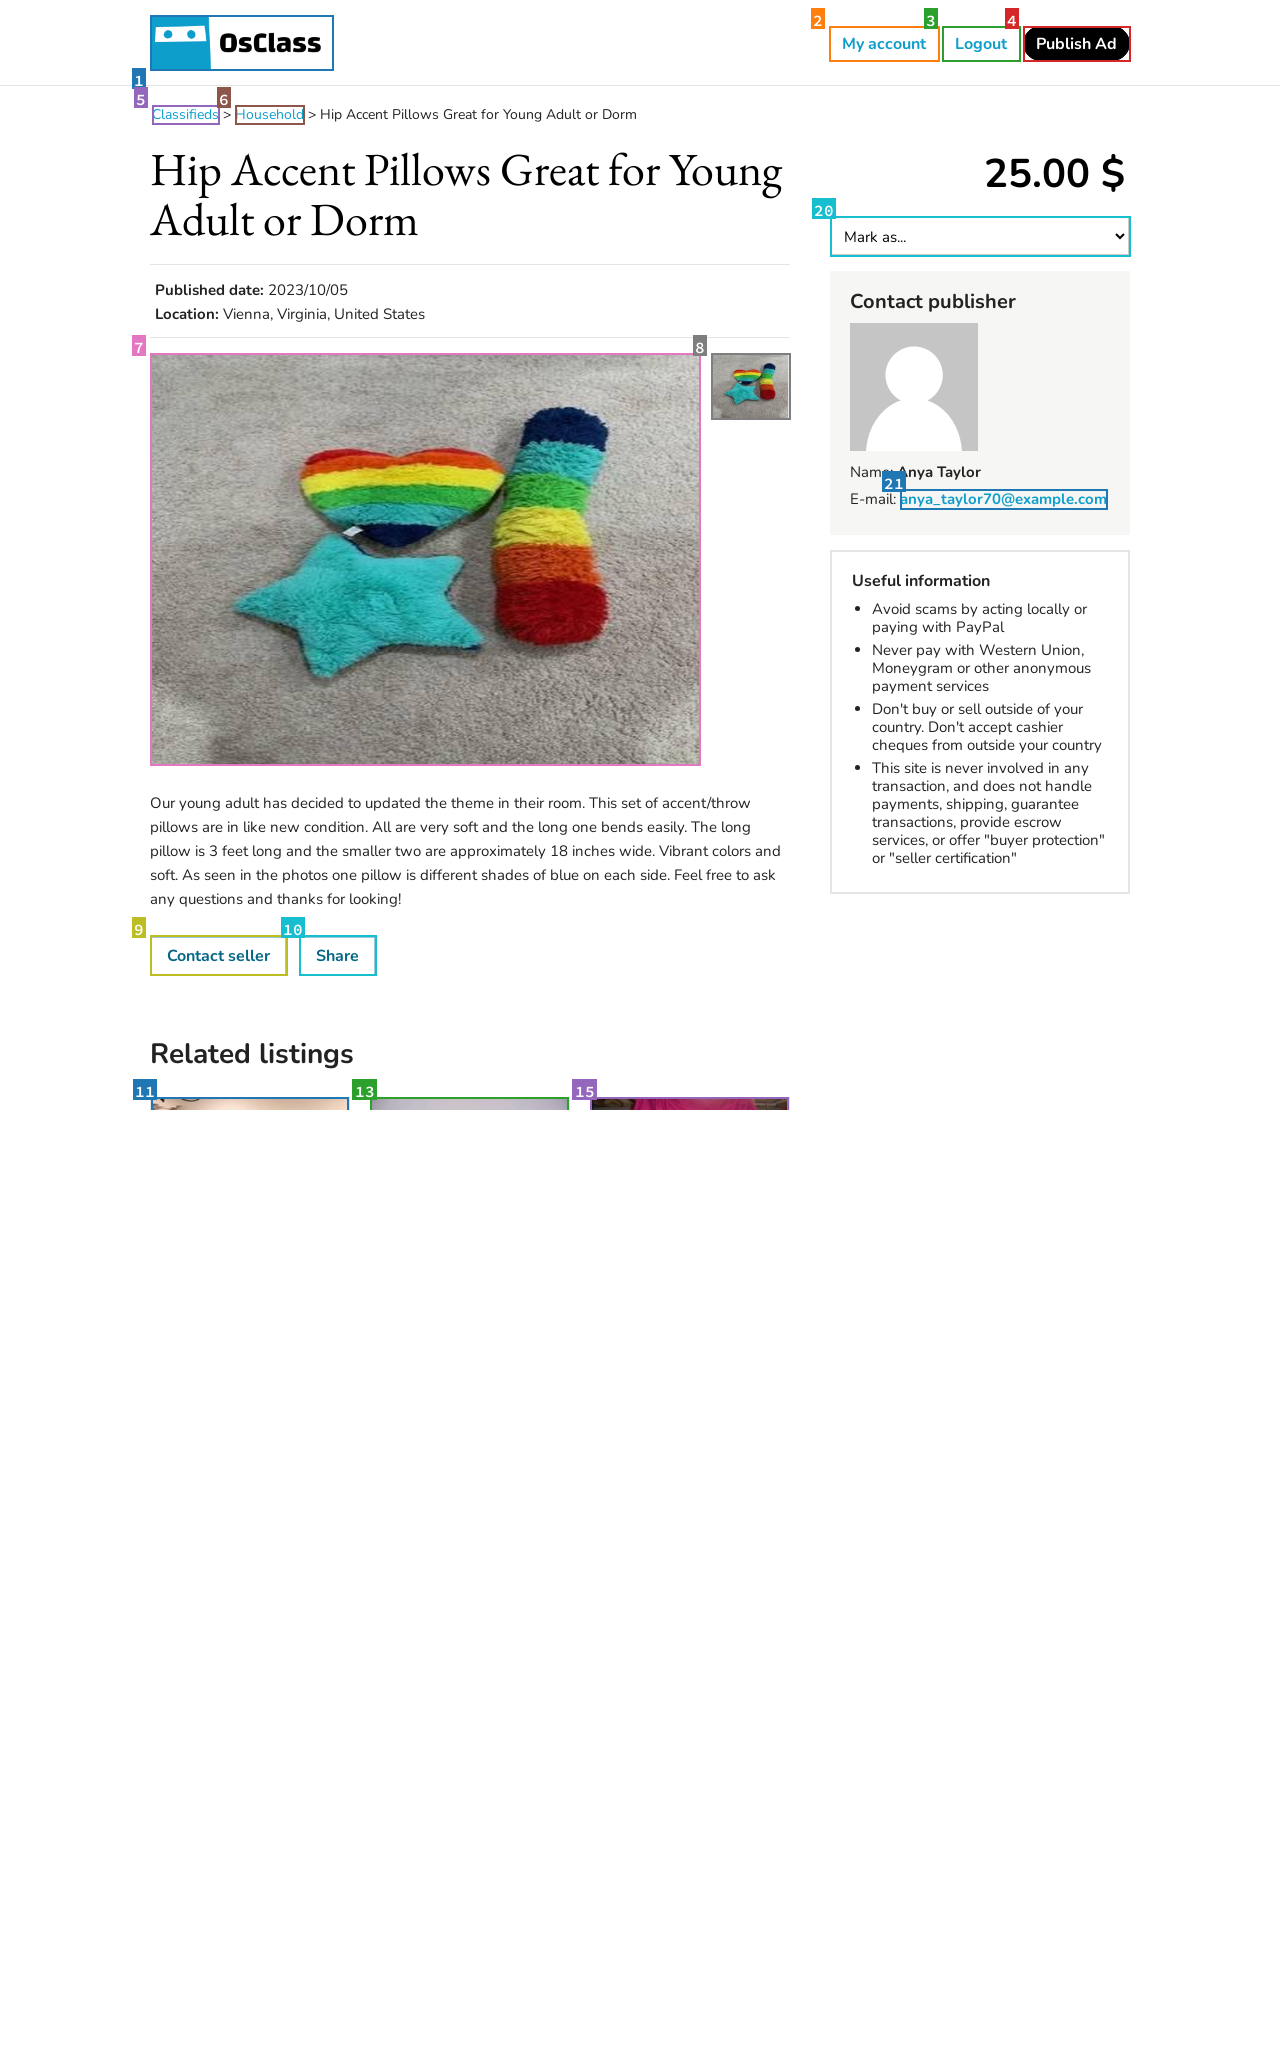 OsClass
2
3
4
My account
Logout
Publish Ad
1
5
6
Classifieds > Household > Hip Accent Pillows Great for Young Adult or Dorm
Hip Accent Pillows Great for Young
Adult or Dorm
25.00 $
20
Mark as...
Published date: 2023/10/05
Location: Vienna, Virginia, United States
Contact publisher
7
8
Name: Anya Taylor
21
E-mail: anya_taylor70@example.com
Useful information
• Avoid scams by acting locally or
paying with PayPal
• Never pay with Western Union,
Moneygram or other anonymous
payment services
• Don't buy or sell outside of your
country. Don't accept cashier
cheques from outside your country
• This site is never involved in any
transaction, and does not handle
payments, shipping, guarantee
transactions, provide escrow
services, or offer "buyer protection"
or "seller certification"
Our young adult has decided to updated the theme in their room. This set of accent/throw
pillows are in like new condition. All are very soft and the long one bends easily. The long
pillow is 3 feet long and the smaller two are approximately 18 inches wide. Vibrant colors and
soft. As seen in the photos one pillow is different shades of blue on each side. Feel free to ask
any questions and thanks for looking!
9
10
Contact seller
Share
Related listings
11
13
15